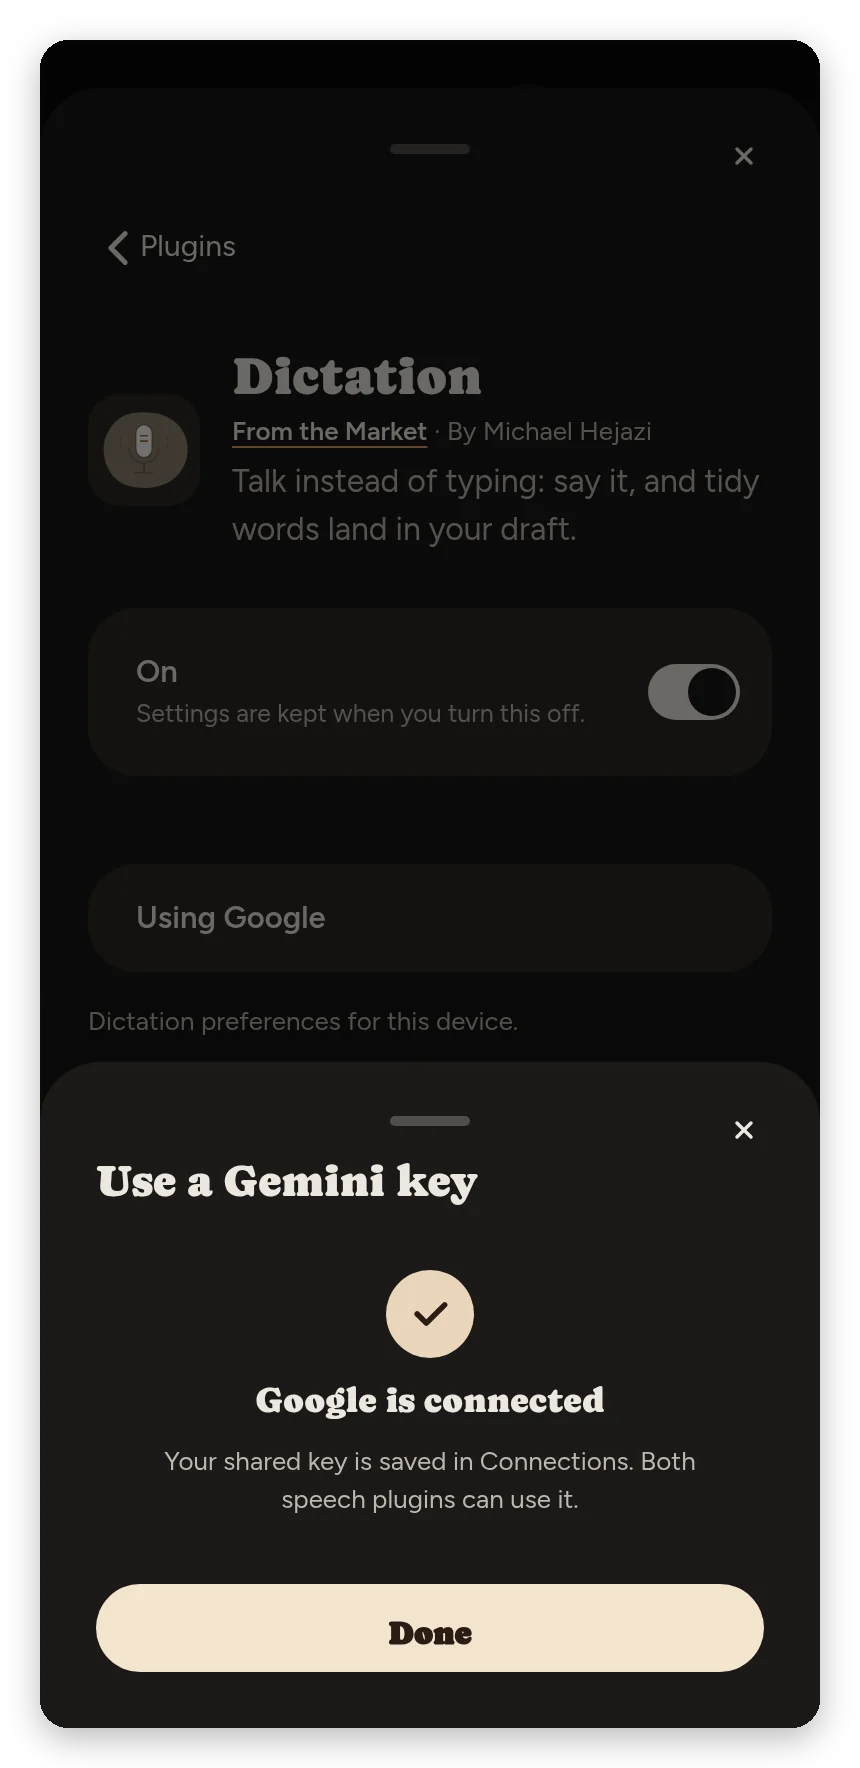 Plugins
Dictation
From the Market · By Michael Hejazi
Talk instead of typing: say it, and tidy
words land in your draft.
On
Settings are kept when you turn this off.
Using Google
Dictation preferences for this device.
Use a Gemini key
Google is connected
Your shared key is saved in Connections. Both
speech plugins can use it.
Done